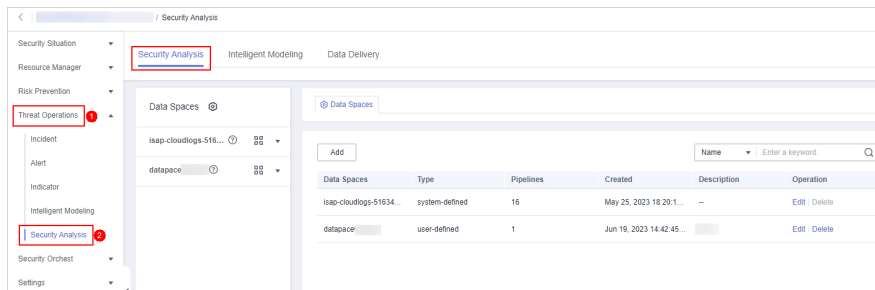 / Security Analysis
Security Situation
Resource Manager
Risk Prevention
Threat Operations 1
Incident
Alert
Indicator
Intelligent Modeling
Security Analysis 2
Security Orchest
Settings
Security Analysis Intelligent Modeling Data Delivery
Data Spaces
isap-cloudlogs-516...
datapace
Data Spaces
Add Name Enter a keyword.
Data Spaces Type Pipelines Created Description Operation
isap-cloudlogs-51634... system-defined 16 May 25, 2023 18:20:1... -- Edit Delete
datapace user-defined 1 Jun 19, 2023 14:42:45... Edit Delete